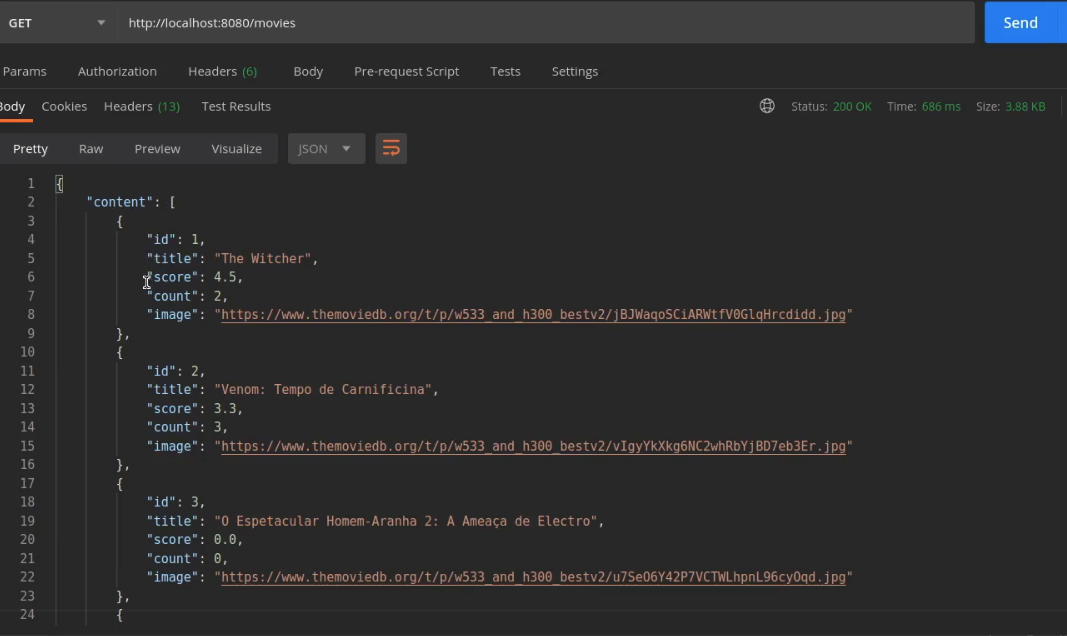 GET http://localhost:8080/movies Send
Params Authorization Headers (6) Body Pre-request Script Tests Settings
Body Cookies Headers (13) Test Results Status: 200 OK Time: 686 ms Size: 3.88 KB
Pretty Raw Preview Visualize JSON
1 {
2 "content": [
3 {
4 "id": 1,
5 "title": "The Witcher",
6 "score": 4.5,
7 "count": 2,
8 "image": "https://www.themoviedb.org/t/p/w533_and_h300_bestv2/jBJWaqoSCiARWtfV0GlqHrcdidd.jpg"
9 },
10 {
11 "id": 2,
12 "title": "Venom: Tempo de Carnificina",
13 "score": 3.3,
14 "count": 3,
15 "image": "https://www.themoviedb.org/t/p/w533_and_h300_bestv2/vIgyYkXkg6NC2whRbYjBD7eb3Er.jpg"
16 },
17 {
18 "id": 3,
19 "title": "O Espetacular Homem-Aranha 2: A Ameaça de Electro",
20 "score": 0.0,
21 "count": 0,
22 "image": "https://www.themoviedb.org/t/p/w533_and_h300_bestv2/u7SeO6Y42P7VCTWLhpnL96cyOqd.jpg"
23 },
24 {